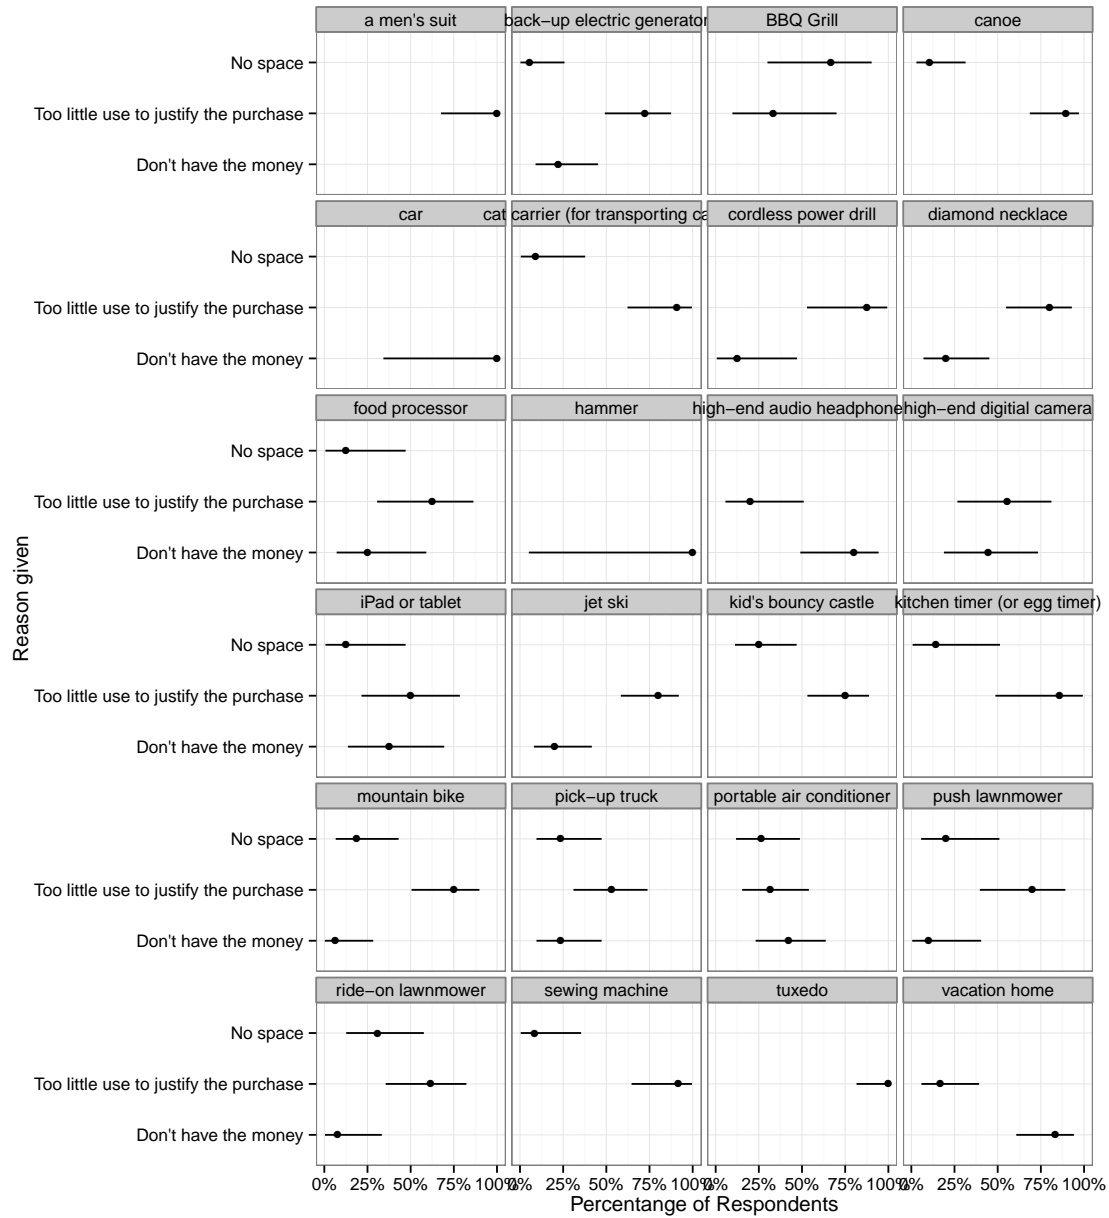 a men's suit
back−up electric generator
BBQ Grill
canoe
No space
Too little use to justify the purchase
Don't have the money
car
cat carrier (for transporting ca
cordless power drill
diamond necklace
No space
Too little use to justify the purchase
Don't have the money
food processor
hammer
high−end audio headphone
high−end digitial camera
No space
Too little use to justify the purchase
Don't have the money
iPad or tablet
jet ski
kid's bouncy castle
kitchen timer (or egg timer)
No space
Too little use to justify the purchase
Don't have the money
mountain bike
pick−up truck
portable air conditioner
push lawnmower
No space
Too little use to justify the purchase
Don't have the money
ride−on lawnmower
sewing machine
tuxedo
vacation home
No space
Too little use to justify the purchase
Don't have the money
0% 25% 50% 75% 100%
0% 25% 50% 75% 100%
0% 25% 50% 75% 100%
0% 25% 50% 75% 100%
Percentange of Respondents
Reason given